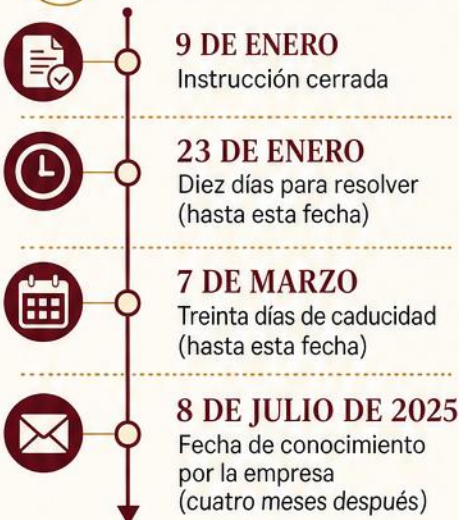 9 DE ENERO
Instrucción cerrada
23 DE ENERO
Diez días para resolver
(hasta esta fecha)
7 DE MARZO
Treinta días de caducidad
(hasta esta fecha)
8 DE JULIO DE 2025
Fecha de conocimiento
por la empresa
(cuatro meses después)